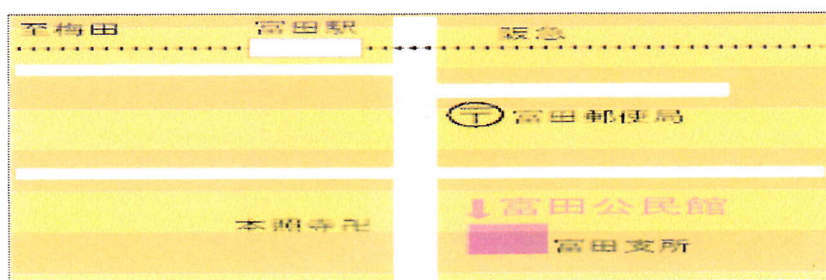 至梅田 富田駅 阪急
〒 富田郵便局
⬇富田公民館
本照寺卍
富田支所